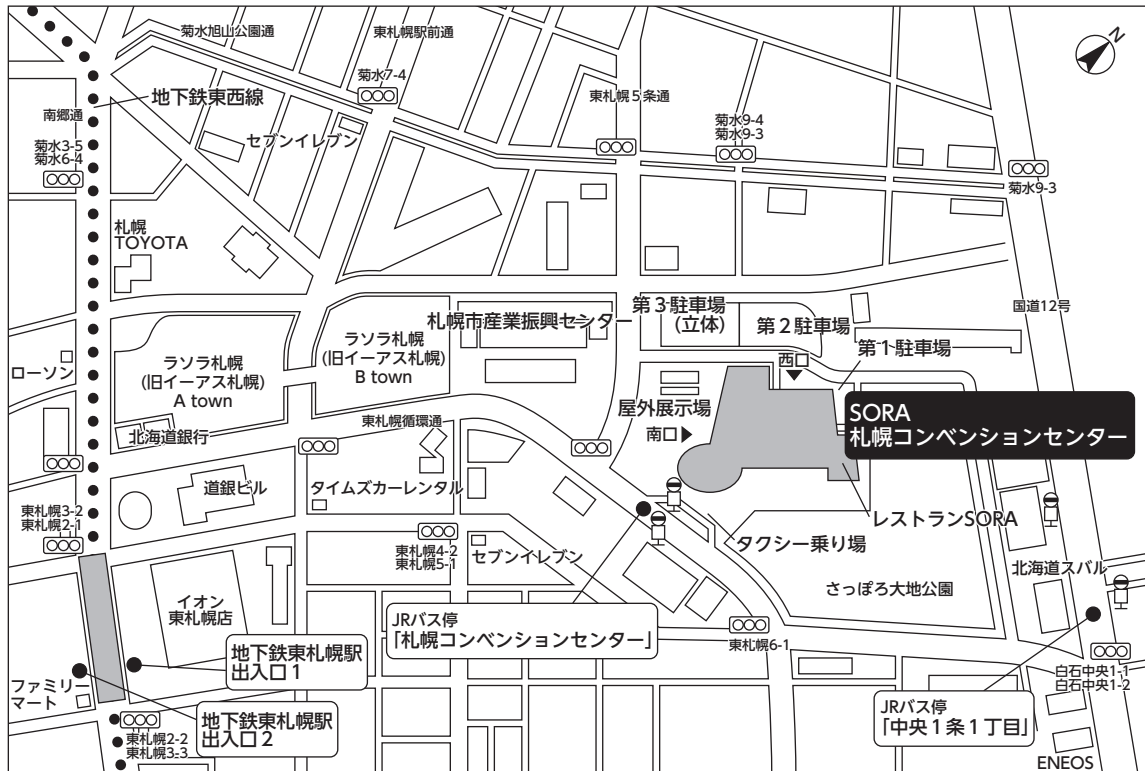 菊水旭山公園通
東札幌駅前通
N
菊水7-4
地下鉄東西線
東札幌5条通
南郷通
菊水9-4
菊水9-3
菊水3-5
菊水6-4
セブンイレブン
菊水9-3
札幌
TOYOTA
国道12号
第3駐車場
(立体)
札幌市産業振興センター
第2駐車場
ラソラ札幌
(旧イーアス札幌)
B town
第1駐車場
西口
ローソン
ラソラ札幌
(旧イーアス札幌)
A town
屋外展示場
SORA
札幌コンベンションセンター
東札幌循環通
南口
北海道銀行
道銀ビル
タイムズカーレンタル
東札幌3-2
東札幌2-1
レストランSORA
東札幌4-2
東札幌5-1
セブンイレブン
タクシー乗り場
北海道スバル
さっぽろ大地公園
イオン
東札幌店
JRバス停
「札幌コンベンションセンター」
東札幌6-1
地下鉄東札幌駅
出入口1
白石中央1-1
白石中央1-2
ファミリー
マート
地下鉄東札幌駅
出入口2
JRバス停
「中央1条1丁目」
東札幌2-2
東札幌3-3
ENEOS